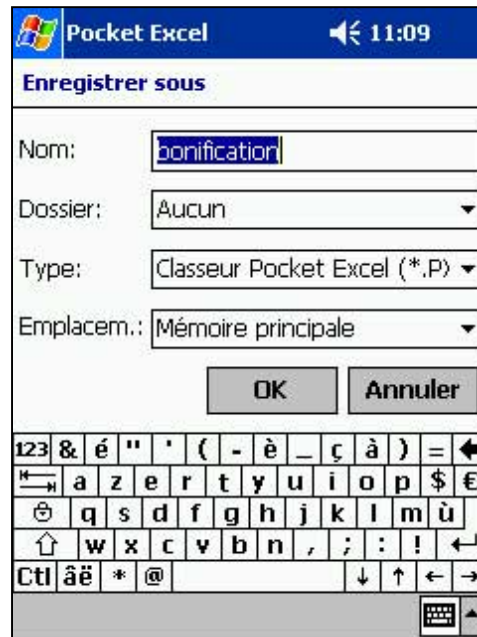 Pocket Excel 11:09
Enregistrer sous
Nom: bonification
Dossier: Aucun
Type: Classeur Pocket Excel (*.P)
Emplacem.: Mémoire principale
OK Annuler
123 & é " ' ( - è _ ç à ) =
a z e r t y u i o p $ €
q s d f g h j k l m ù
w x c v b n , ; : !
Ctl âë * @